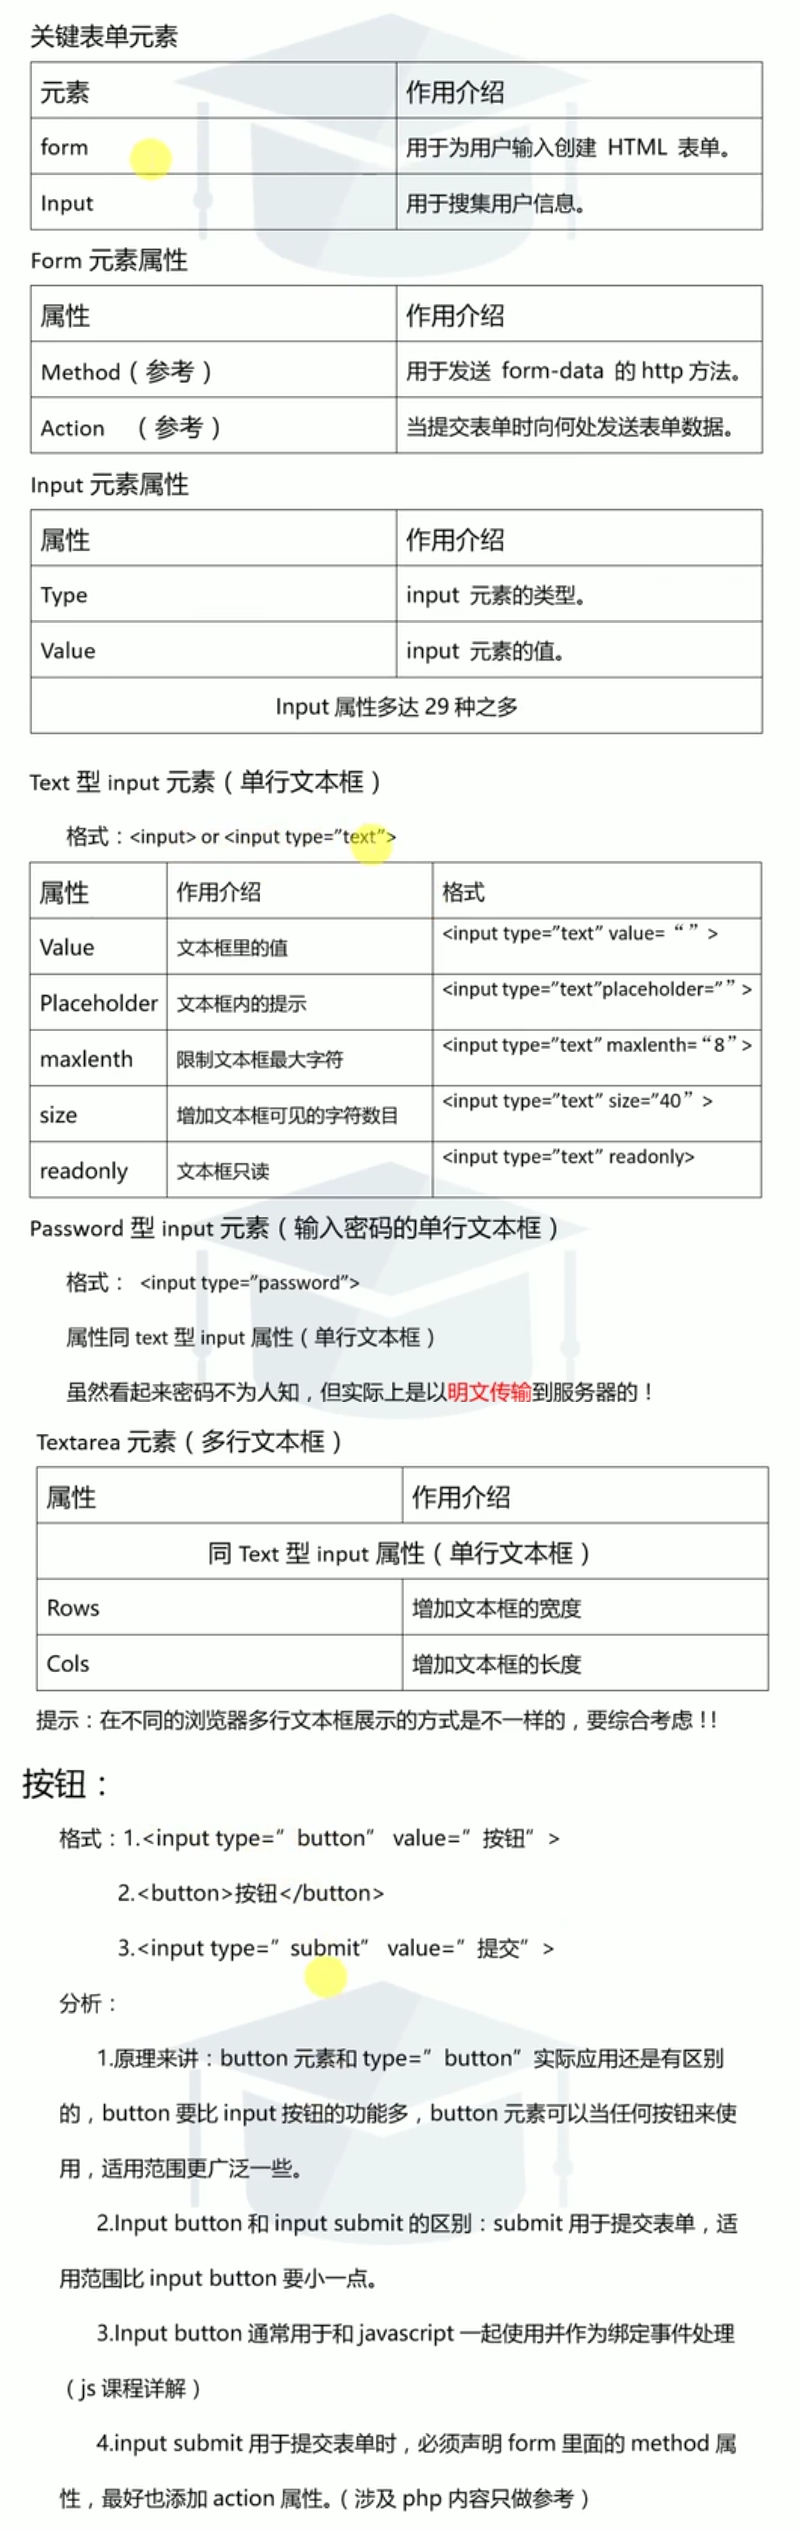 关键表单元素
元素 作用介绍
form 用于为用户输入创建 HTML 表单。
Input 用于搜集用户信息。
Form 元素属性
属性 作用介绍
Method（参考） 用于发送 form-data 的 http 方法。
Action （参考） 当提交表单时向何处发送表单数据。
Input 元素属性
属性 作用介绍
Type input 元素的类型。
Value input 元素的值。
Input 属性多达 29 种之多
Text 型 input 元素（单行文本框）
格式：<input> or <input type=”text”>
属性 作用介绍 格式
Value 文本框里的值 <input type=”text” value= “ ” >
Placeholder 文本框内的提示 <input type=”text”placeholder=”” >
maxlenth 限制文本框最大字符 <input type=”text” maxlenth= “8” >
size 增加文本框可见的字符数目 <input type=”text” size=”40” >
readonly 文本框只读 <input type=”text” readonly>
Password 型 input 元素（输入密码的单行文本框）
格式： <input type=”password”>
属性同 text 型 input 属性（单行文本框）
虽然看起来密码不为人知，但实际上是以明文传输到服务器的！
Textarea 元素（多行文本框）
属性 作用介绍
同 Text 型 input 属性（单行文本框）
Rows 增加文本框的宽度
Cols 增加文本框的长度
提示：在不同的浏览器多行文本框展示的方式是不一样的，要综合考虑！！
按钮：
格式：1.<input type=” button” value=” 按钮” >
2.<button>按钮</button>
3.<input type=” submit” value=” 提交” >
分析：
1.原理来讲：button 元素和 type=” button” 实际应用还是有区别
的，button 要比 input 按钮的功能多，button 元素可以当任何按钮来使
用，适用范围更广泛一些。
2.Input button 和 input submit 的区别：submit 用于提交表单，适
用范围比 input button 要小一点。
3.Input button 通常用于和 javascript 一起使用并作为绑定事件处理
（js 课程详解）
4.input submit 用于提交表单时，必须声明 form 里面的 method 属
性，最好也添加 action 属性。（涉及 php 内容只做参考）